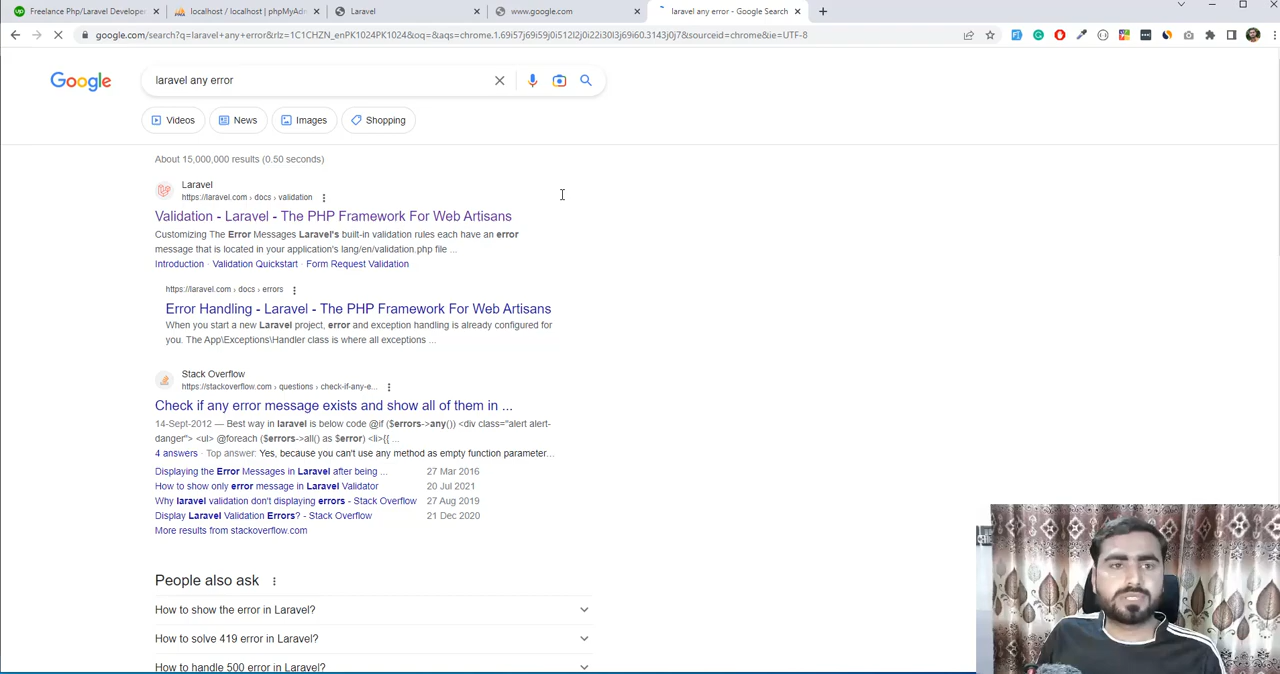 Freelance Php/Laravel Develope
localhost / localhost | phpMyAdm
Laravel
www.google.com
laravel any error - Google Search
google.com/search?q=laravel+any+error&rlz=1C1CHZN_enPK1024PK1024&oq=&aqs=chrome.1.69i57j69i59j0i512l2j0i22i30l3j69i60.3143j0j7&sourceid=chrome&ie=UTF-8
Google
laravel any error
Videos
News
Images
Shopping
About 15,000,000 results (0.50 seconds)
Laravel
https://laravel.com › docs › validation
Validation - Laravel - The PHP Framework For Web Artisans
Customizing The Error Messages Laravel's built-in validation rules each have an error
message that is located in your application's lang/en/validation.php file ...
Introduction · Validation Quickstart · Form Request Validation
https://laravel.com › docs › errors
Error Handling - Laravel - The PHP Framework For Web Artisans
When you start a new Laravel project, error and exception handling is already configured for
you. The App\Exceptions\Handler class is where all exceptions ...
Stack Overflow
https://stackoverflow.com › questions › check-if-any-e...
Check if any error message exists and show all of them in ...
14-Sept-2012 — Best way in laravel is below code @if ($errors->any()) <div class="alert alert-
danger"> <ul> @foreach ($errors->all() as $error) <li>{{ ...
4 answers · Top answer: Yes, because you can't use any method as empty function parameter...
Displaying the Error Messages in Laravel after being ... 27 Mar 2016
How to show only error message in Laravel Validator 20 Jul 2021
Why laravel validation don't displaying errors - Stack Overflow 27 Aug 2019
Display Laravel Validation Errors? - Stack Overflow 21 Dec 2020
More results from stackoverflow.com
People also ask
How to show the error in Laravel?
How to solve 419 error in Laravel?
How to handle 500 error in Laravel?